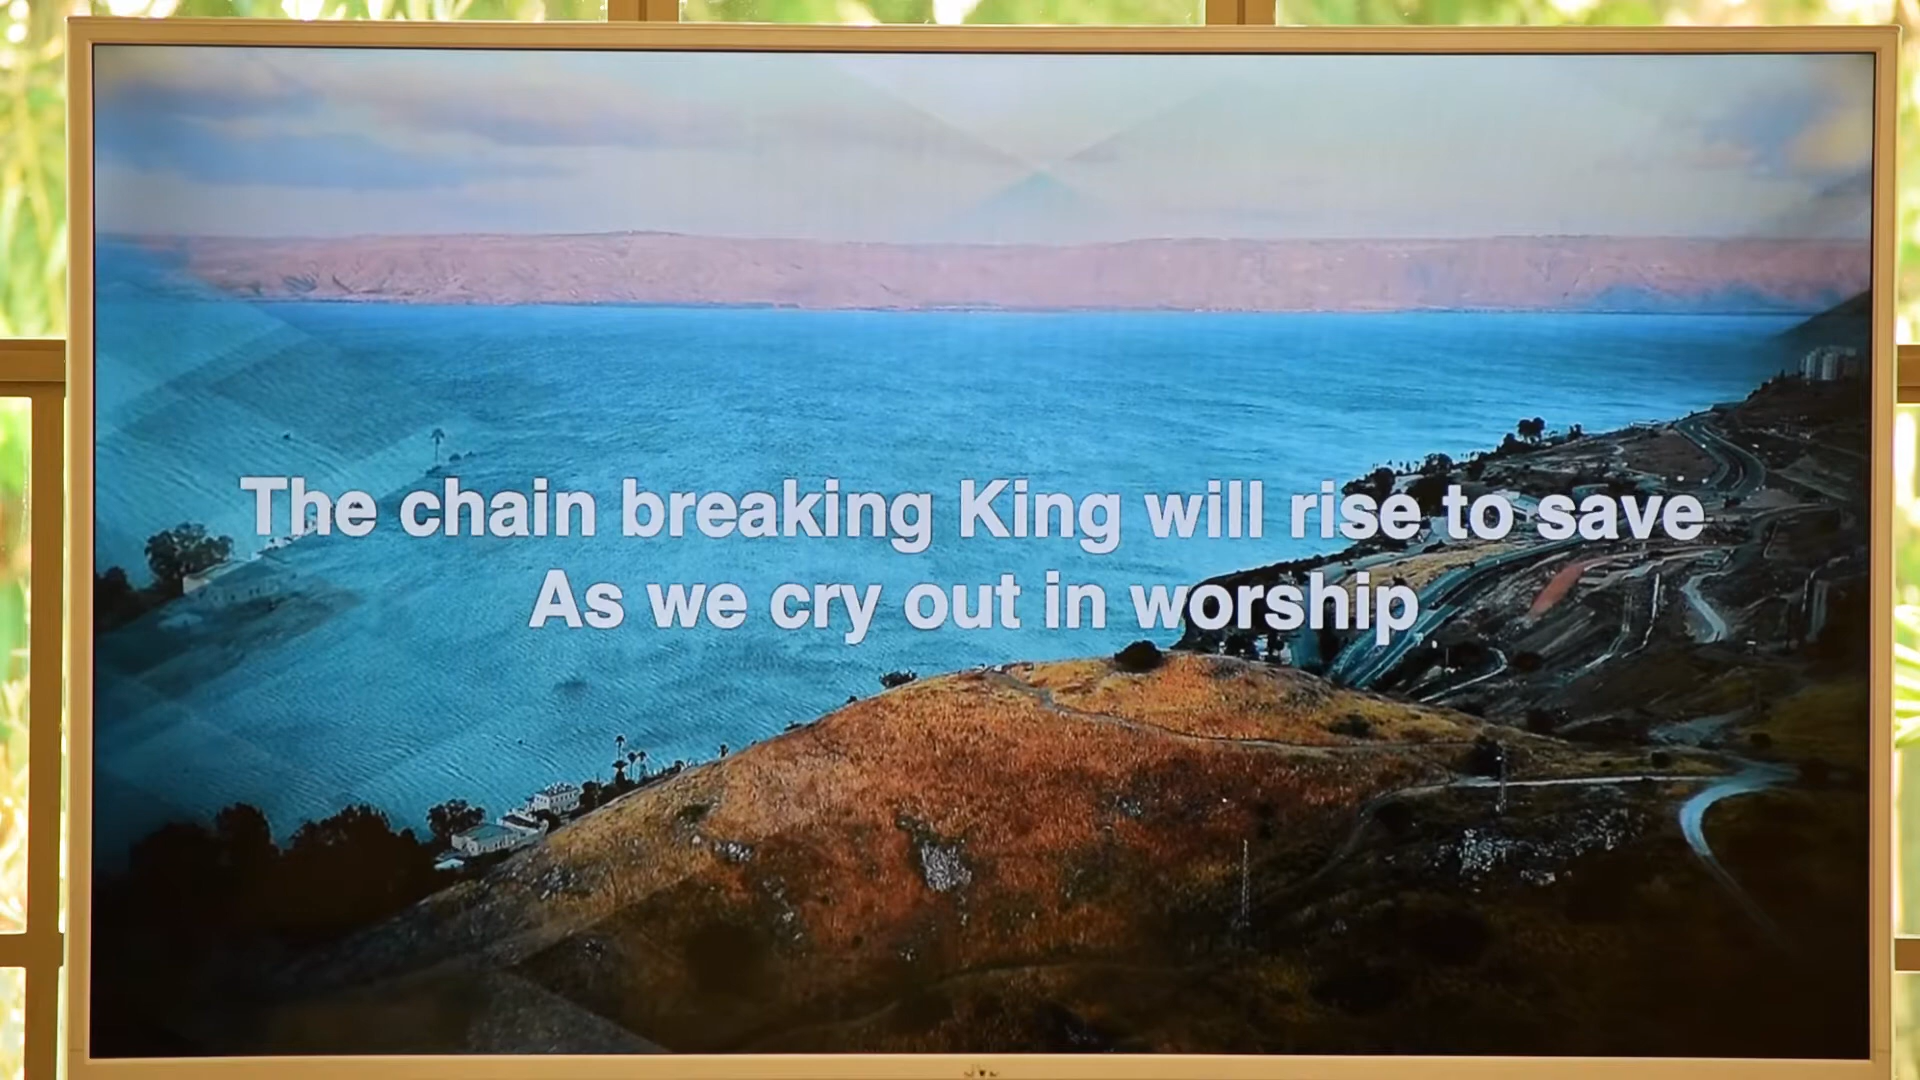 The chain breaking King will rise to save
As we cry out in worship